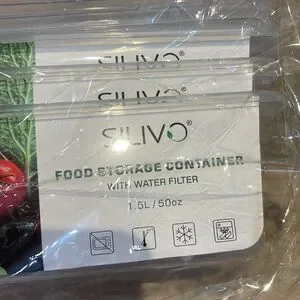 SILIVO®
SILIVO®
SILIVO®
FOOD STORAGE CONTAINER
WITH WATER FILTER
1.5L / 50oz